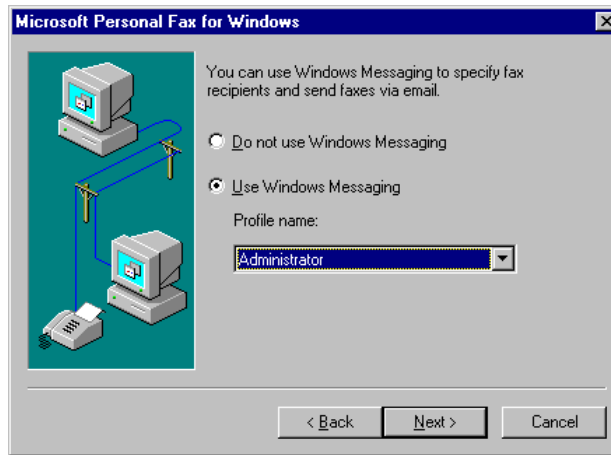 Microsoft Personal Fax for Windows
You can use Windows Messaging to specify fax
recipients and send faxes via email.
Do not use Windows Messaging
Use Windows Messaging
Profile name:
Administrator
< Back
Next >
Cancel